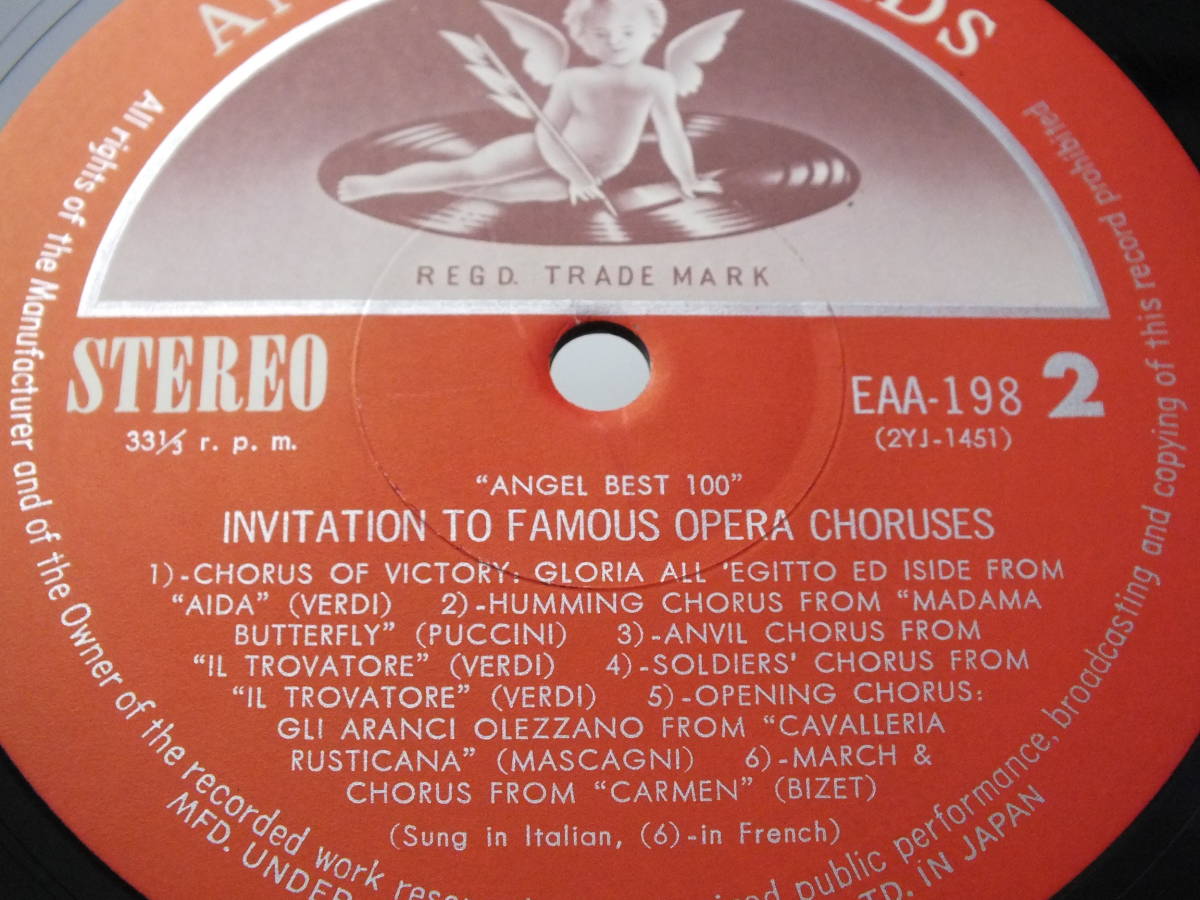 REGD. TRADE MARK
STEREO
33⅓ r. p. m.
EAA-198 2
(2YJ-1451)
"ANGEL BEST 100"
INVITATION TO FAMOUS OPERA CHORUSES
1)-CHORUS OF VICTORY: GLORIA ALL 'EGITTO ED ISIDE FROM
"AIDA" (VERDI) 2)-HUMMING CHORUS FROM "MADAMA
BUTTERFLY" (PUCCINI) 3)-ANVIL CHORUS FROM
"IL TROVATORE" (VERDI) 4)-SOLDIERS' CHORUS FROM
"IL TROVATORE" (VERDI) 5)-OPENING CHORUS:
GLI ARANCI OLEZZANO FROM "CAVALLERIA
RUSTICANA" (MASCAGNI) 6)-MARCH &
CHORUS FROM "CARMEN" (BIZET)
(Sung in Italian, (6)-in French)
All rights of the Manufacturer and of the Owner of the recorded work public performance, broadcasting and copying of this record prohibited
MFD. UNDER LTD. IN JAPAN